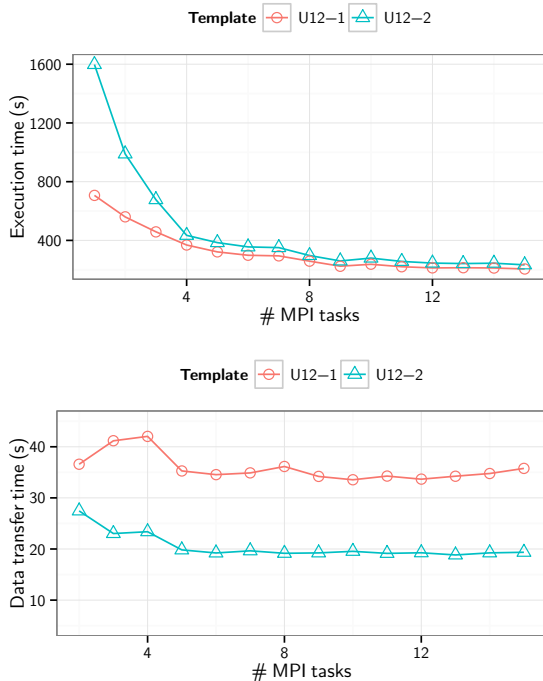 Template U12−1 U12−2
Execution time (s)
1600
1200
800
400
4 8 12
# MPI tasks
Template U12−1 U12−2
Data transfer time (s)
40
30
20
10
4 8 12
# MPI tasks